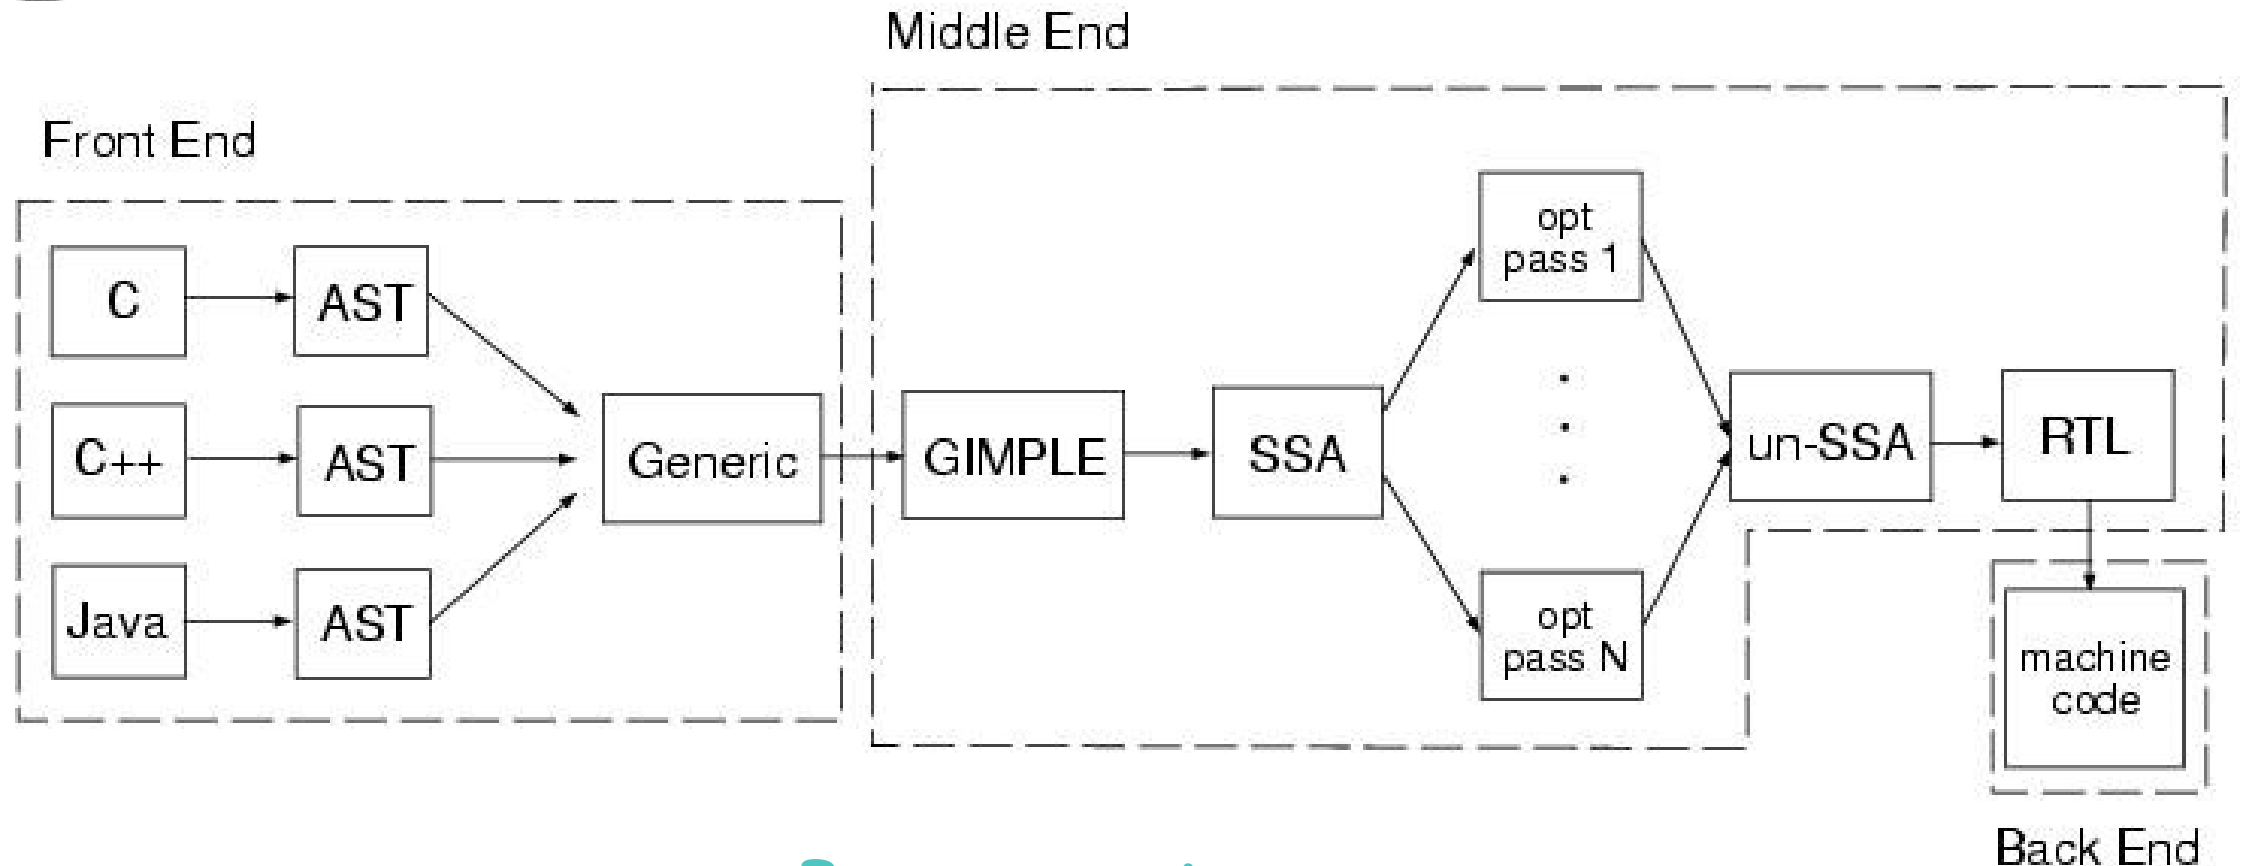 Middle End
Front End
opt
pass 1
C
AST
C++
AST
Generic
GIMPLE
SSA
un-SSA
RTL
Java
AST
opt
pass N
machine
code
Back End